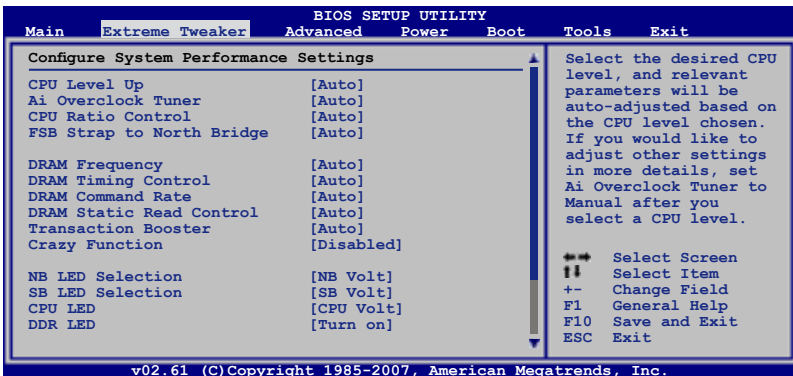 BIOS SETUP UTILITY
Main Extreme Tweaker Advanced Power Boot Tools Exit
Configure System Performance Settings
CPU Level Up [Auto]
Ai Overclock Tuner [Auto]
CPU Ratio Control [Auto]
FSB Strap to North Bridge [Auto]
DRAM Frequency [Auto]
DRAM Timing Control [Auto]
DRAM Command Rate [Auto]
DRAM Static Read Control [Auto]
Transaction Booster [Auto]
Crazy Function [Disabled]
NB LED Selection [NB Volt]
SB LED Selection [SB Volt]
CPU LED [CPU Volt]
DDR LED [Turn on]
Select the desired CPU
level, and relevant
parameters will be
auto-adjusted based on
the CPU level chosen.
If you would like to
adjust other settings
in more details, set
Ai Overclock Tuner to
Manual after you
select a CPU level.
←→ Select Screen
↑↓ Select Item
+- Change Field
F1 General Help
F10 Save and Exit
ESC Exit
v02.61 (C)Copyright 1985-2007, American Megatrends, Inc.